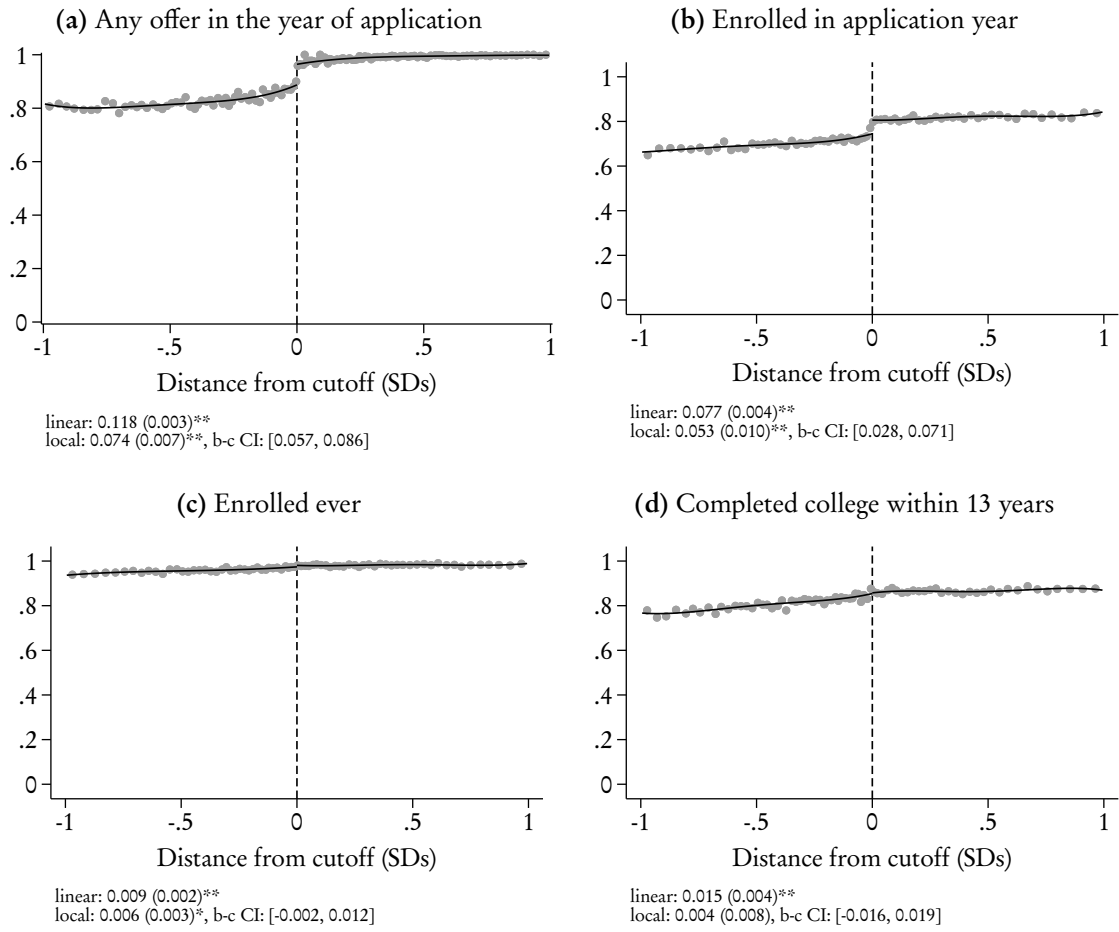 (a) Any offer in the year of application
1
.8
.6
.4
.2
0
-1 -.5 0 .5 1
Distance from cutoff (SDs)
linear: 0.118 (0.003)**
local: 0.074 (0.007)**, b-c CI: [0.057, 0.086]
(b) Enrolled in application year
1
.8
.6
.4
.2
0
-1 -.5 0 .5 1
Distance from cutoff (SDs)
linear: 0.077 (0.004)**
local: 0.053 (0.010)**, b-c CI: [0.028, 0.071]
(c) Enrolled ever
1
.8
.6
.4
.2
0
-1 -.5 0 .5 1
Distance from cutoff (SDs)
linear: 0.009 (0.002)**
local: 0.006 (0.003)*, b-c CI: [-0.002, 0.012]
(d) Completed college within 13 years
1
.8
.6
.4
.2
0
-1 -.5 0 .5 1
Distance from cutoff (SDs)
linear: 0.015 (0.004)**
local: 0.004 (0.008), b-c CI: [-0.016, 0.019]